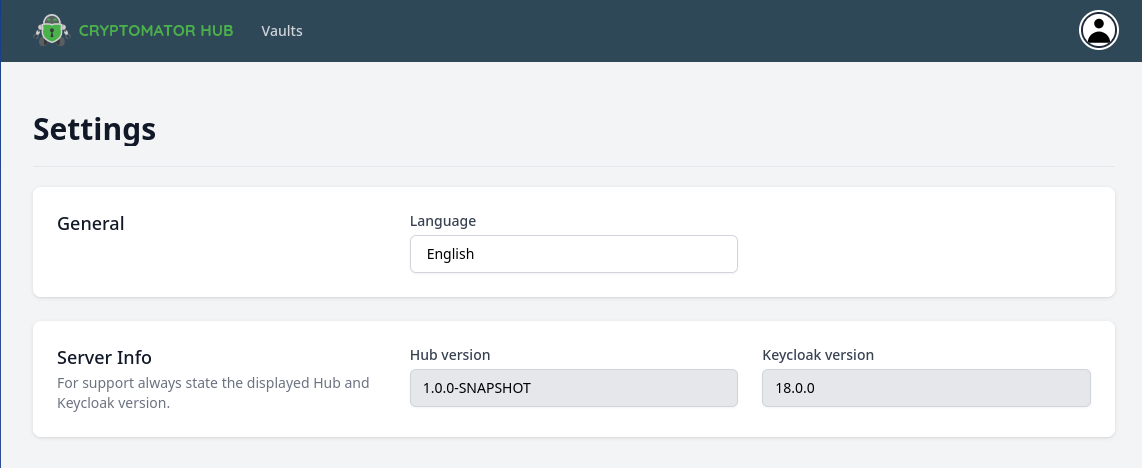 CRYPTOMATOR HUB
Vaults
Settings
General
Language
English
Server Info
For support always state the displayed Hub and
Keycloak version.
Hub version
1.0.0-SNAPSHOT
Keycloak version
18.0.0